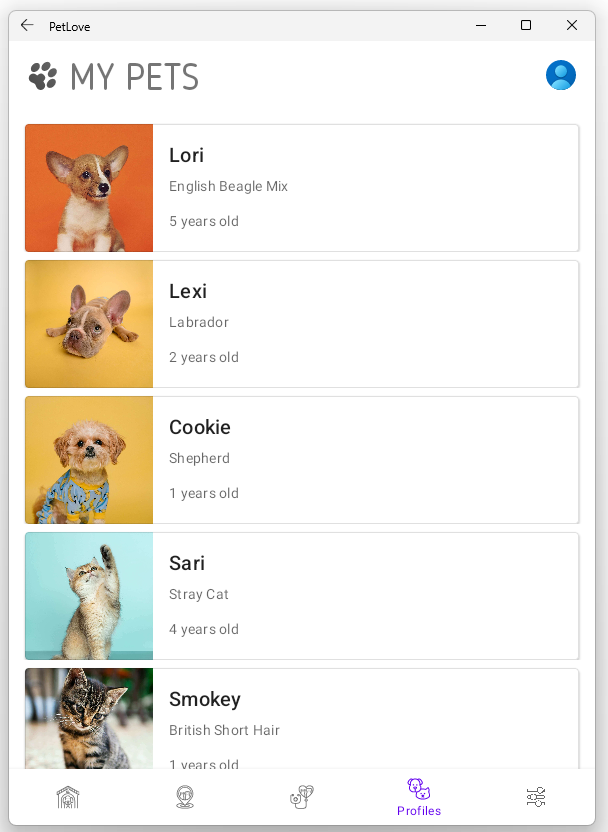 PetLove
MY PETS
Lori
English Beagle Mix
5 years old
Lexi
Labrador
2 years old
Cookie
Shepherd
1 years old
Sari
Stray Cat
4 years old
Smokey
British Short Hair
1 years old
Profiles